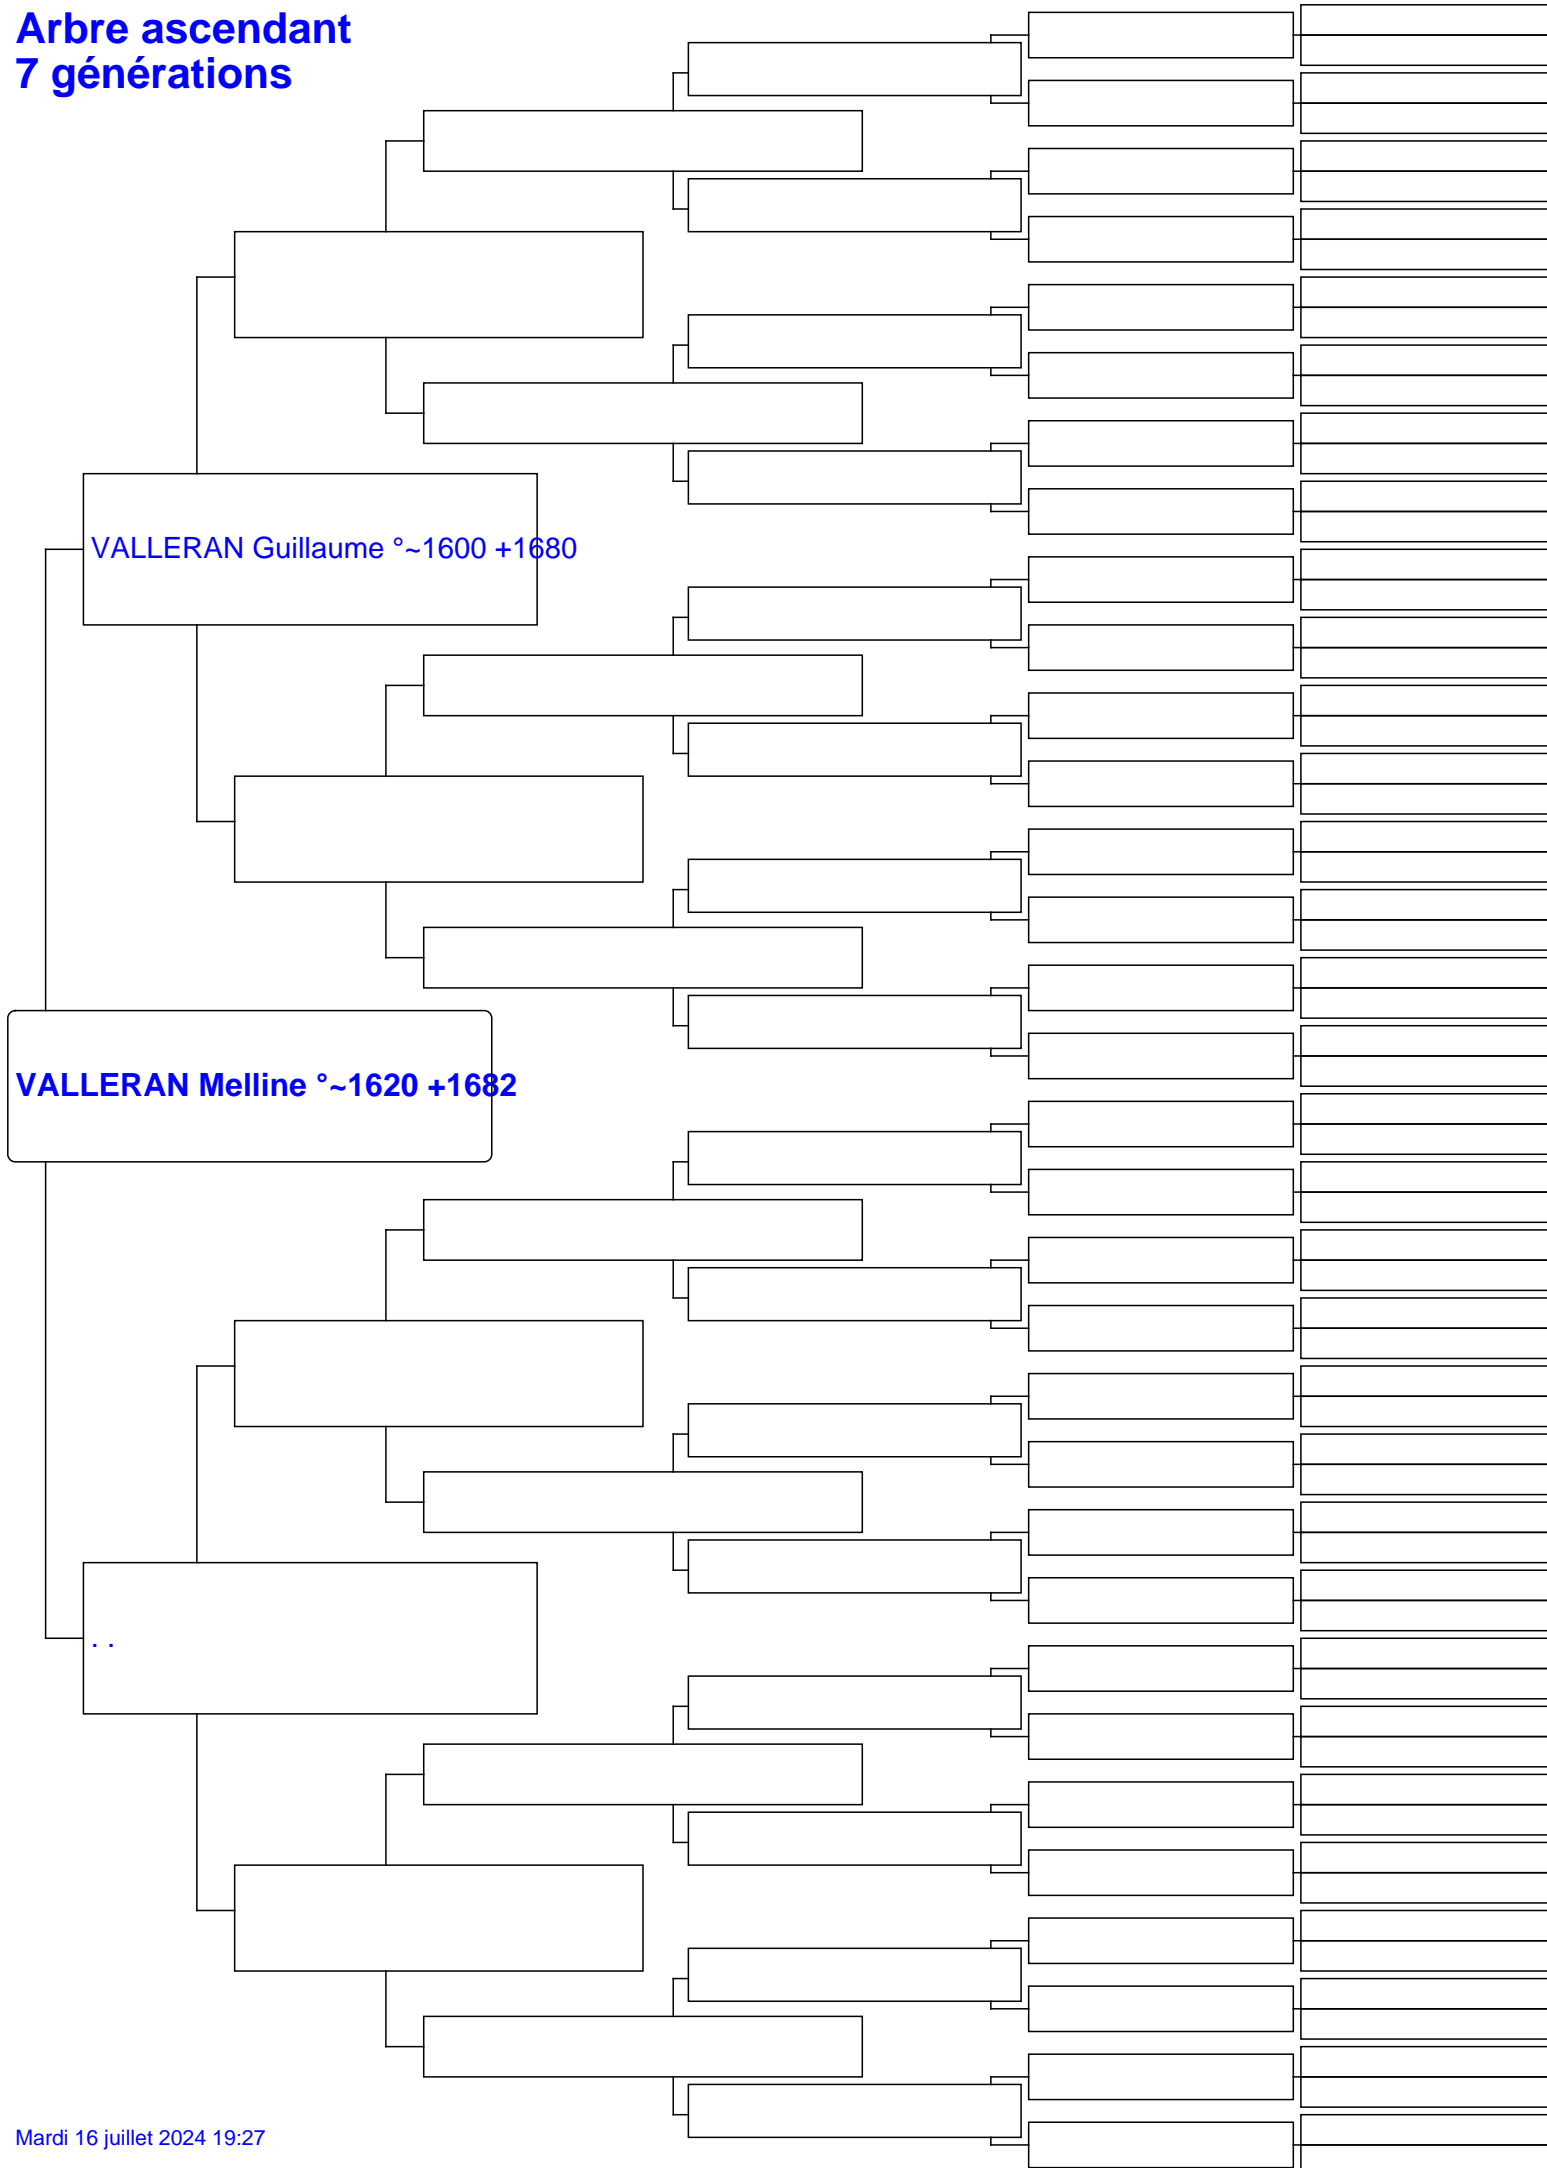 Arbre ascendant
7 générations
VALLERAN Guillaume °~1600 +1680
VALLERAN Melline °~1620 +1682
. .
Mardi 16 juillet 2024 19:27